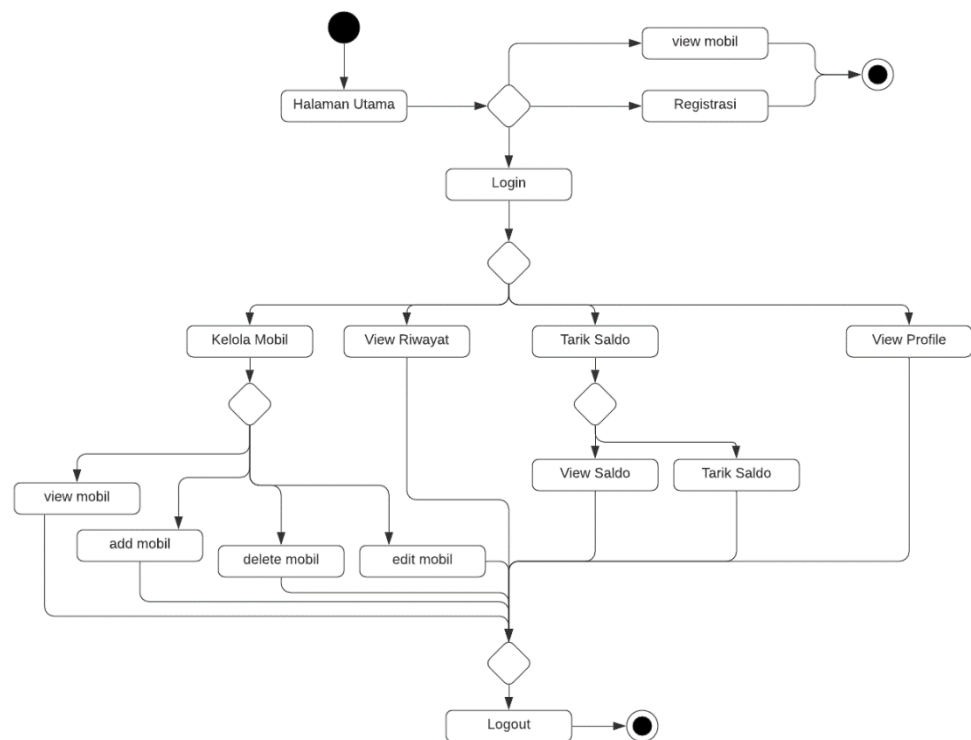 view mobil
Halaman Utama
Registrasi
Login
Kelola Mobil
View Riwayat
Tarik Saldo
View Profile
view mobil
View Saldo
Tarik Saldo
add mobil
delete mobil
edit mobil
Logout